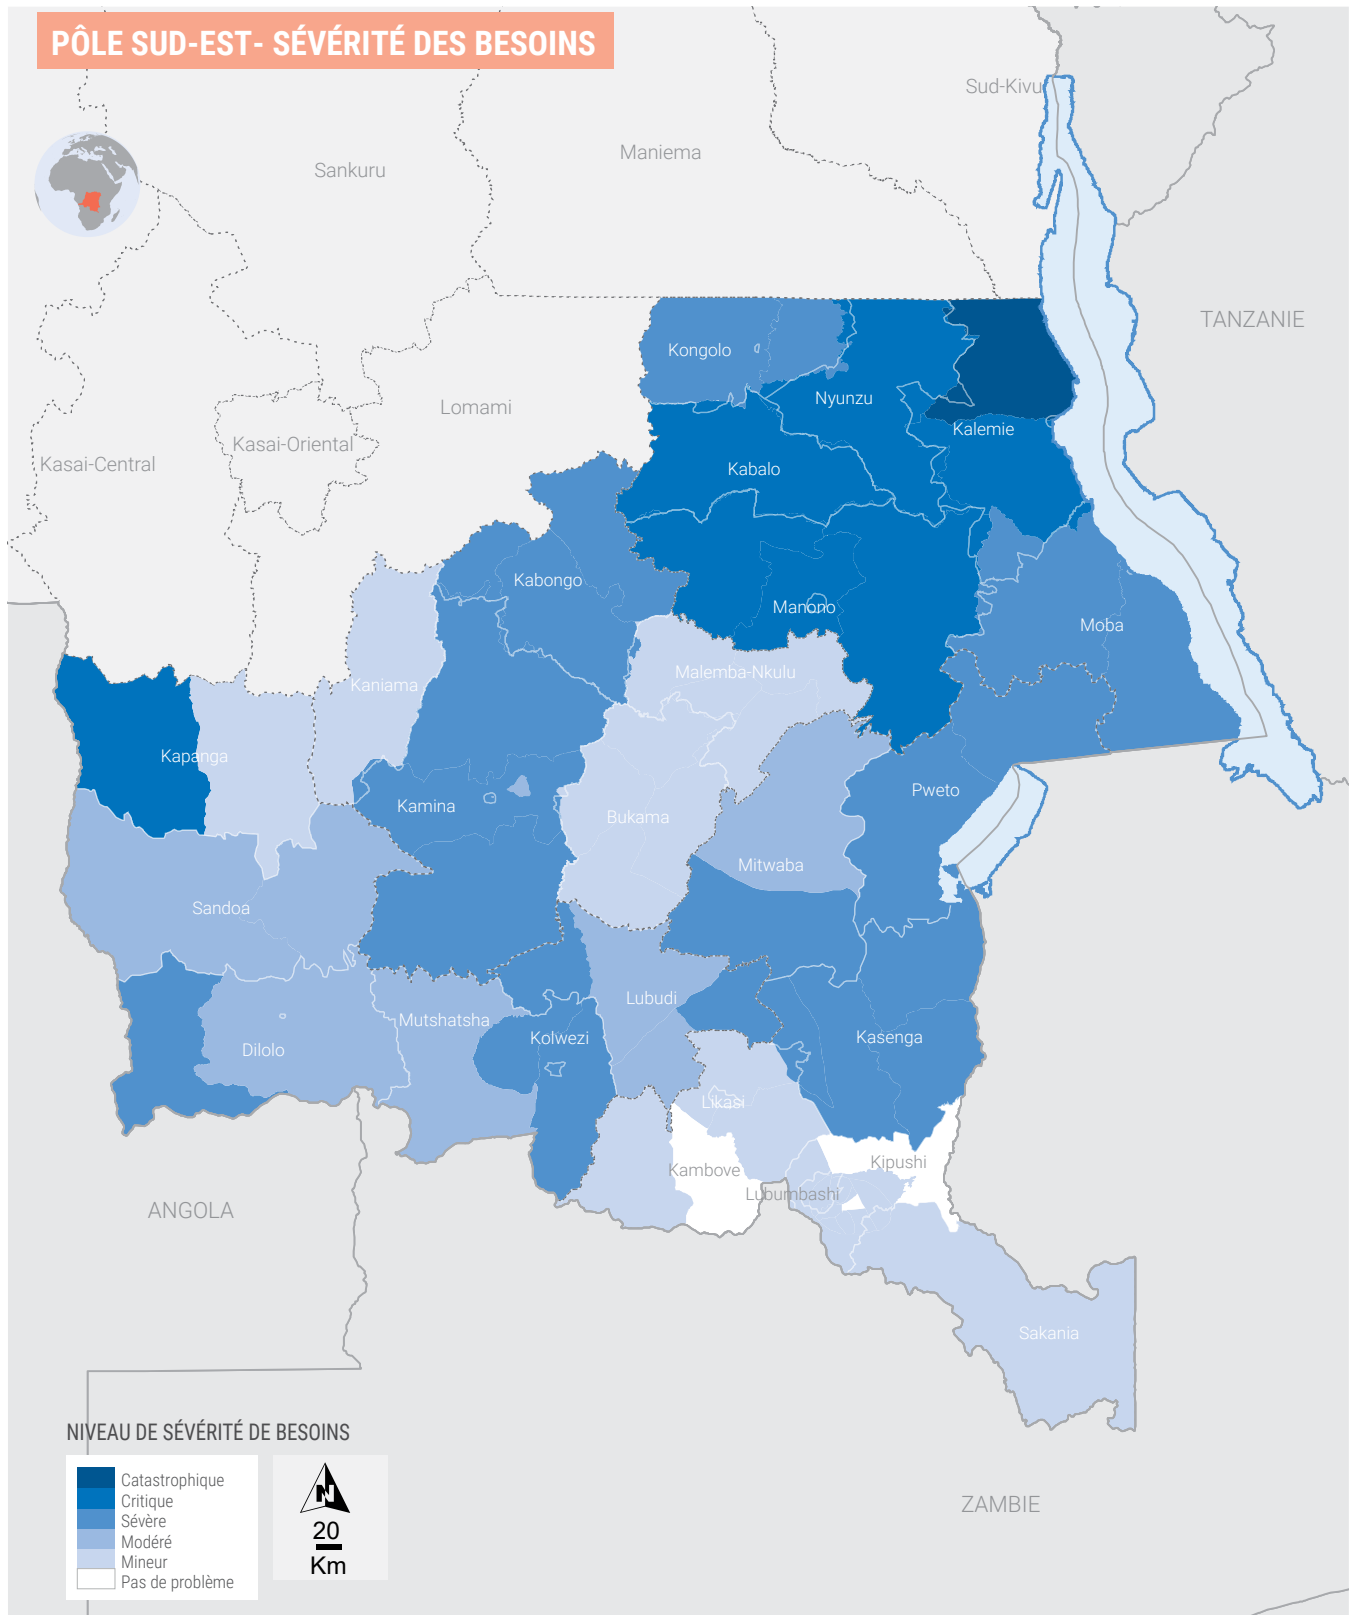 PÔLE SUD-EST- SÉVÉRITÉ DES BESOINS
Sud-Kivu
Maniema
Sankuru
TANZANIE
Kongolo
Nyunzu
Lomami
Kalemie
Kasai-Oriental
Kasai-Central
Kabalo
Kabongo
Manono
Moba
Malemba-Nkulu
Kaniama
Kapanga
Pweto
Kamina
Bukama
Mitwaba
Sandoa
Lubudi
Mutshatsha
Kolwezi
Kasenga
Dilolo
Likasi
Kipushi
Kambove
Lubumbashi
ANGOLA
Sakania
NIVEAU DE SÉVÉRITÉ DE BESOINS
Catastrophique
Critique
Sévère
Modéré
Mineur
Pas de problème
N
20
Km
ZAMBIE